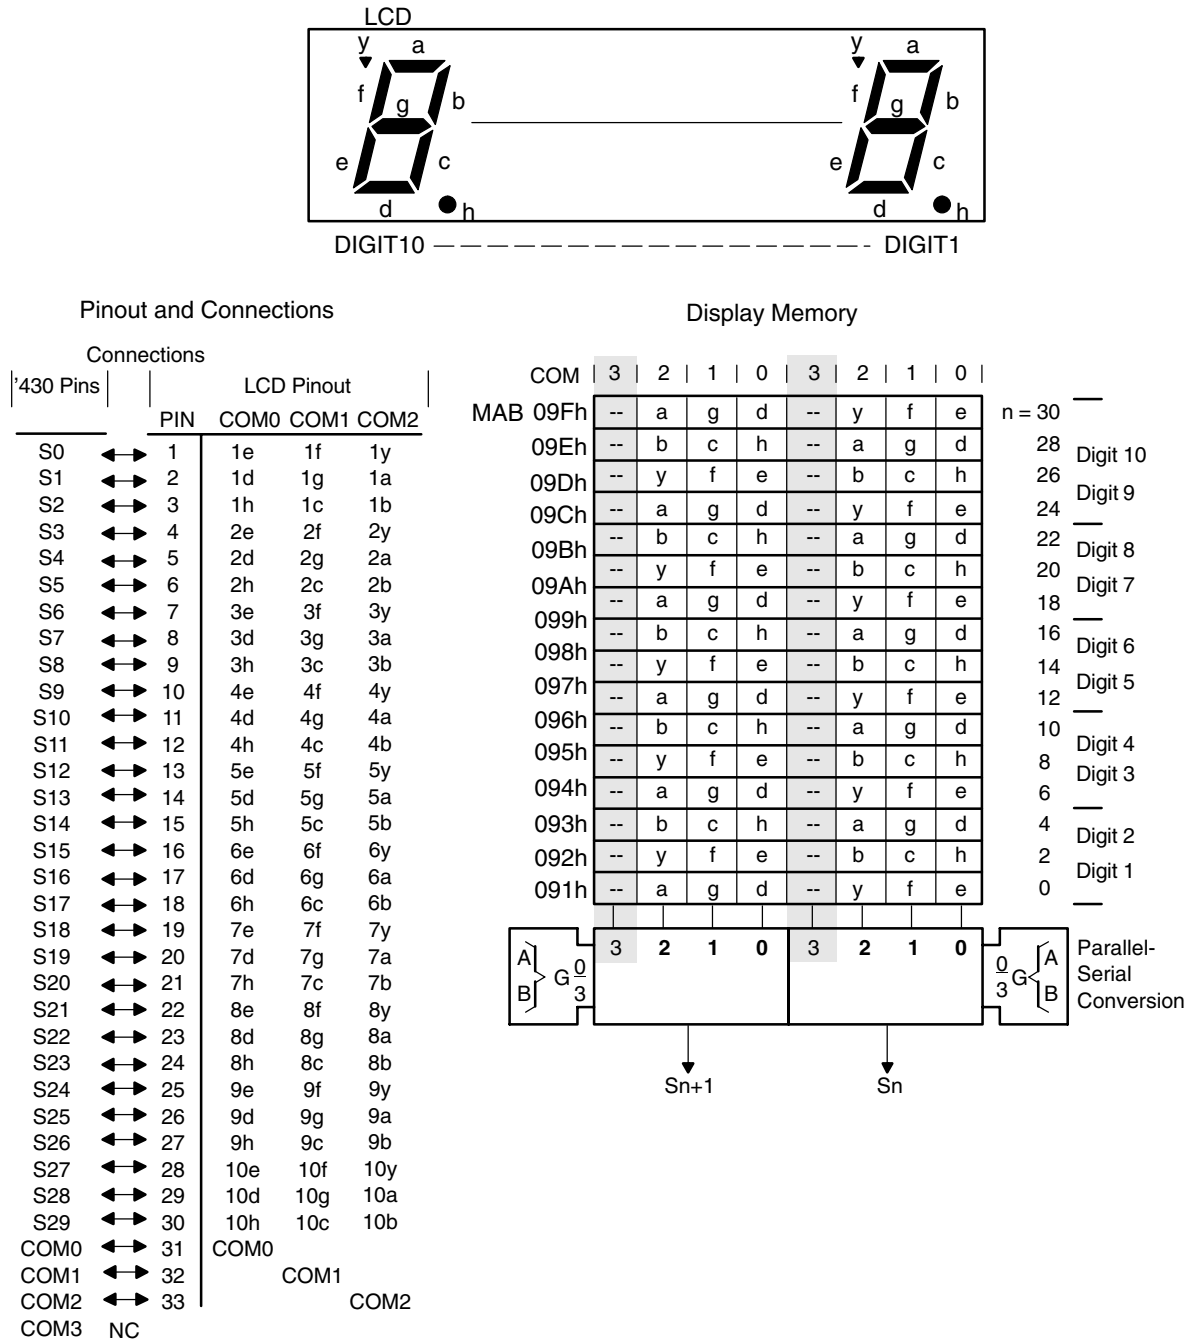 LCD
y a y a
f g b f g b
e c e c
d h d h
DIGIT10 DIGIT1
Pinout and Connections
Connections
'430 Pins LCD Pinout
PIN COM0 COM1 COM2
S0 1 1e 1f 1y
S1 2 1d 1g 1a
S2 3 1h 1c 1b
S3 4 2e 2f 2y
S4 5 2d 2g 2a
S5 6 2h 2c 2b
S6 7 3e 3f 3y
S7 8 3d 3g 3a
S8 9 3h 3c 3b
S9 10 4e 4f 4y
S10 11 4d 4g 4a
S11 12 4h 4c 4b
S12 13 5e 5f 5y
S13 14 5d 5g 5a
S14 15 5h 5c 5b
S15 16 6e 6f 6y
S16 17 6d 6g 6a
S17 18 6h 6c 6b
S18 19 7e 7f 7y
S19 20 7d 7g 7a
S20 21 7h 7c 7b
S21 22 8e 8f 8y
S22 23 8d 8g 8a
S23 24 8h 8c 8b
S24 25 9e 9f 9y
S25 26 9d 9g 9a
S26 27 9h 9c 9b
S27 28 10e 10f 10y
S28 29 10d 10g 10a
S29 30 10h 10c 10b
COM0 31 COM0
COM1 32 COM1
COM2 33 COM2
COM3 NC
Display Memory
COM 3 2 1 0 3 2 1 0
MAB 09Fh -- a g d -- y f e n = 30
09Eh -- b c h -- a g d 28
Digit 10
09Dh -- y f e -- b c h 26
Digit 9
09Ch -- a g d -- y f e 24
09Bh -- b c h -- a g d 22
Digit 8
09Ah -- y f e -- b c h 20
Digit 7
099h -- a g d -- y f e 18
098h -- b c h -- a g d 16
Digit 6
097h -- y f e -- b c h 14
Digit 5
096h -- a g d -- y f e 12
095h -- b c h -- a g d 10
Digit 4
094h -- y f e -- b c h 8
Digit 3
-- a g d -- y f e 6
093h -- b c h -- a g d 4
Digit 2
092h -- y f e -- b c h 2
Digit 1
091h -- a g d -- y f e 0
A B G 0 3 3 2 1 0 3 2 1 0 0 3 G A B
Parallel-
Serial
Conversion
Sn+1 Sn